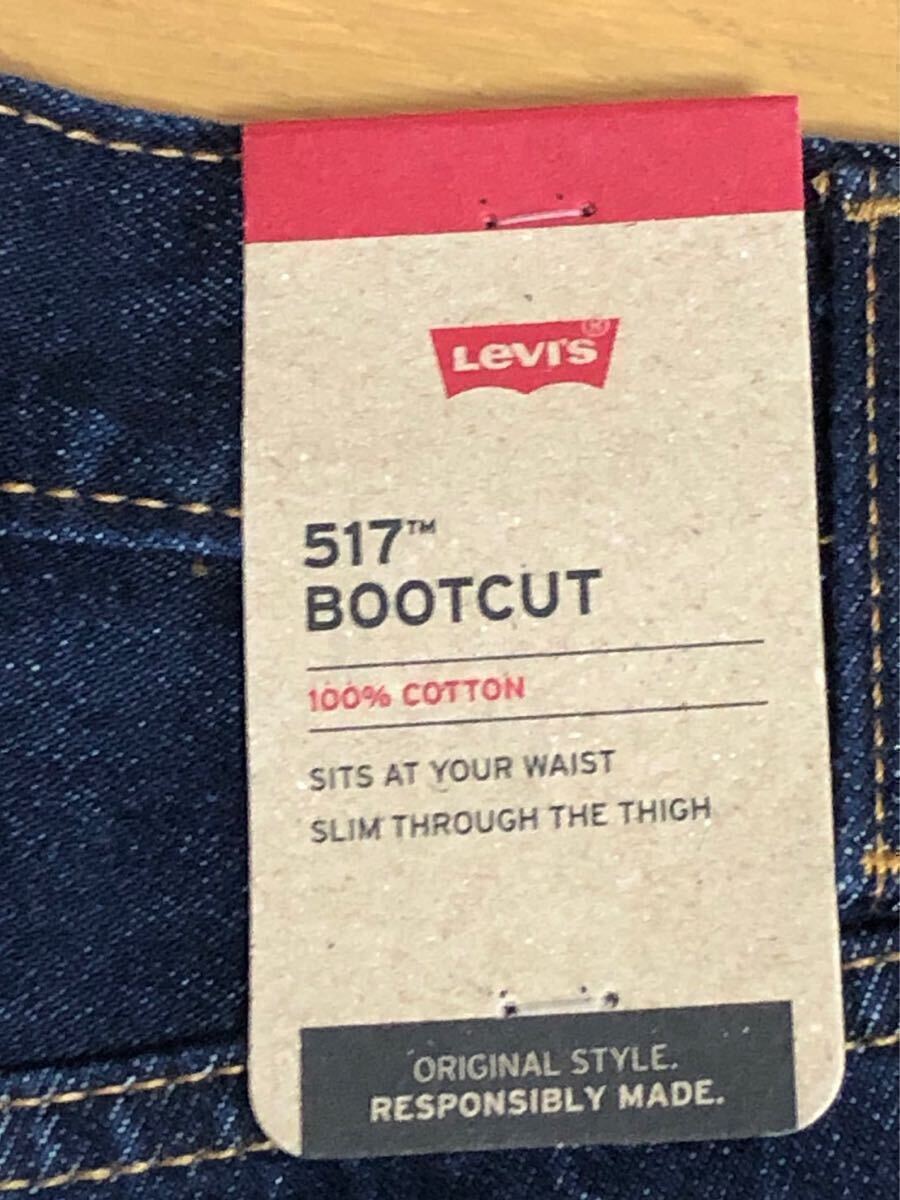 LEVI'S®
517™
BOOTCUT
100% COTTON
SITS AT YOUR WAIST
SLIM THROUGH THE THIGH
ORIGINAL STYLE.
RESPONSIBLY MADE.